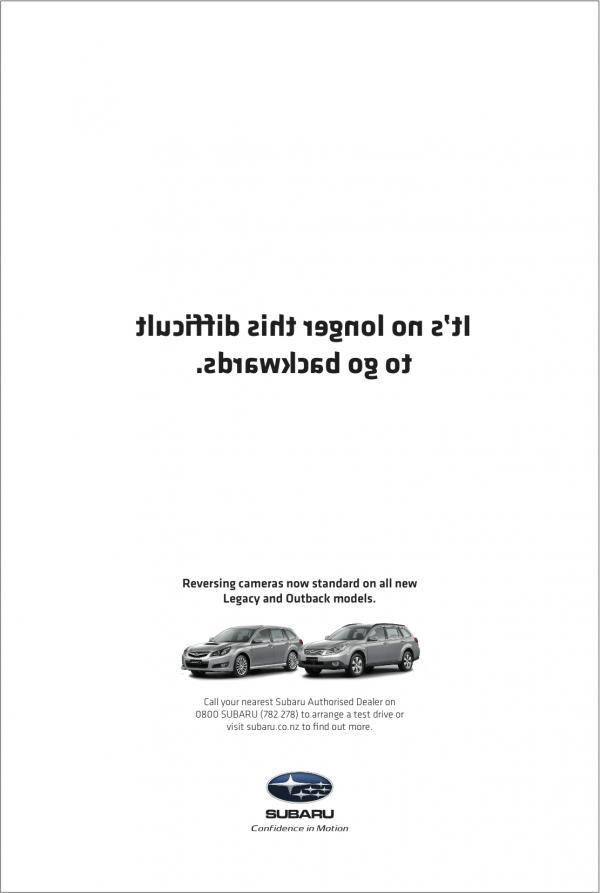 It's no longer this difficult
to go backwards.
Reversing cameras now standard on all new
Legacy and Outback models.
Call your nearest Subaru Authorised Dealer on
0800 SUBARU (782 278) to arrange a test drive or
visit subaru.co.nz to find out more.
SUBARU
Confidence in Motion